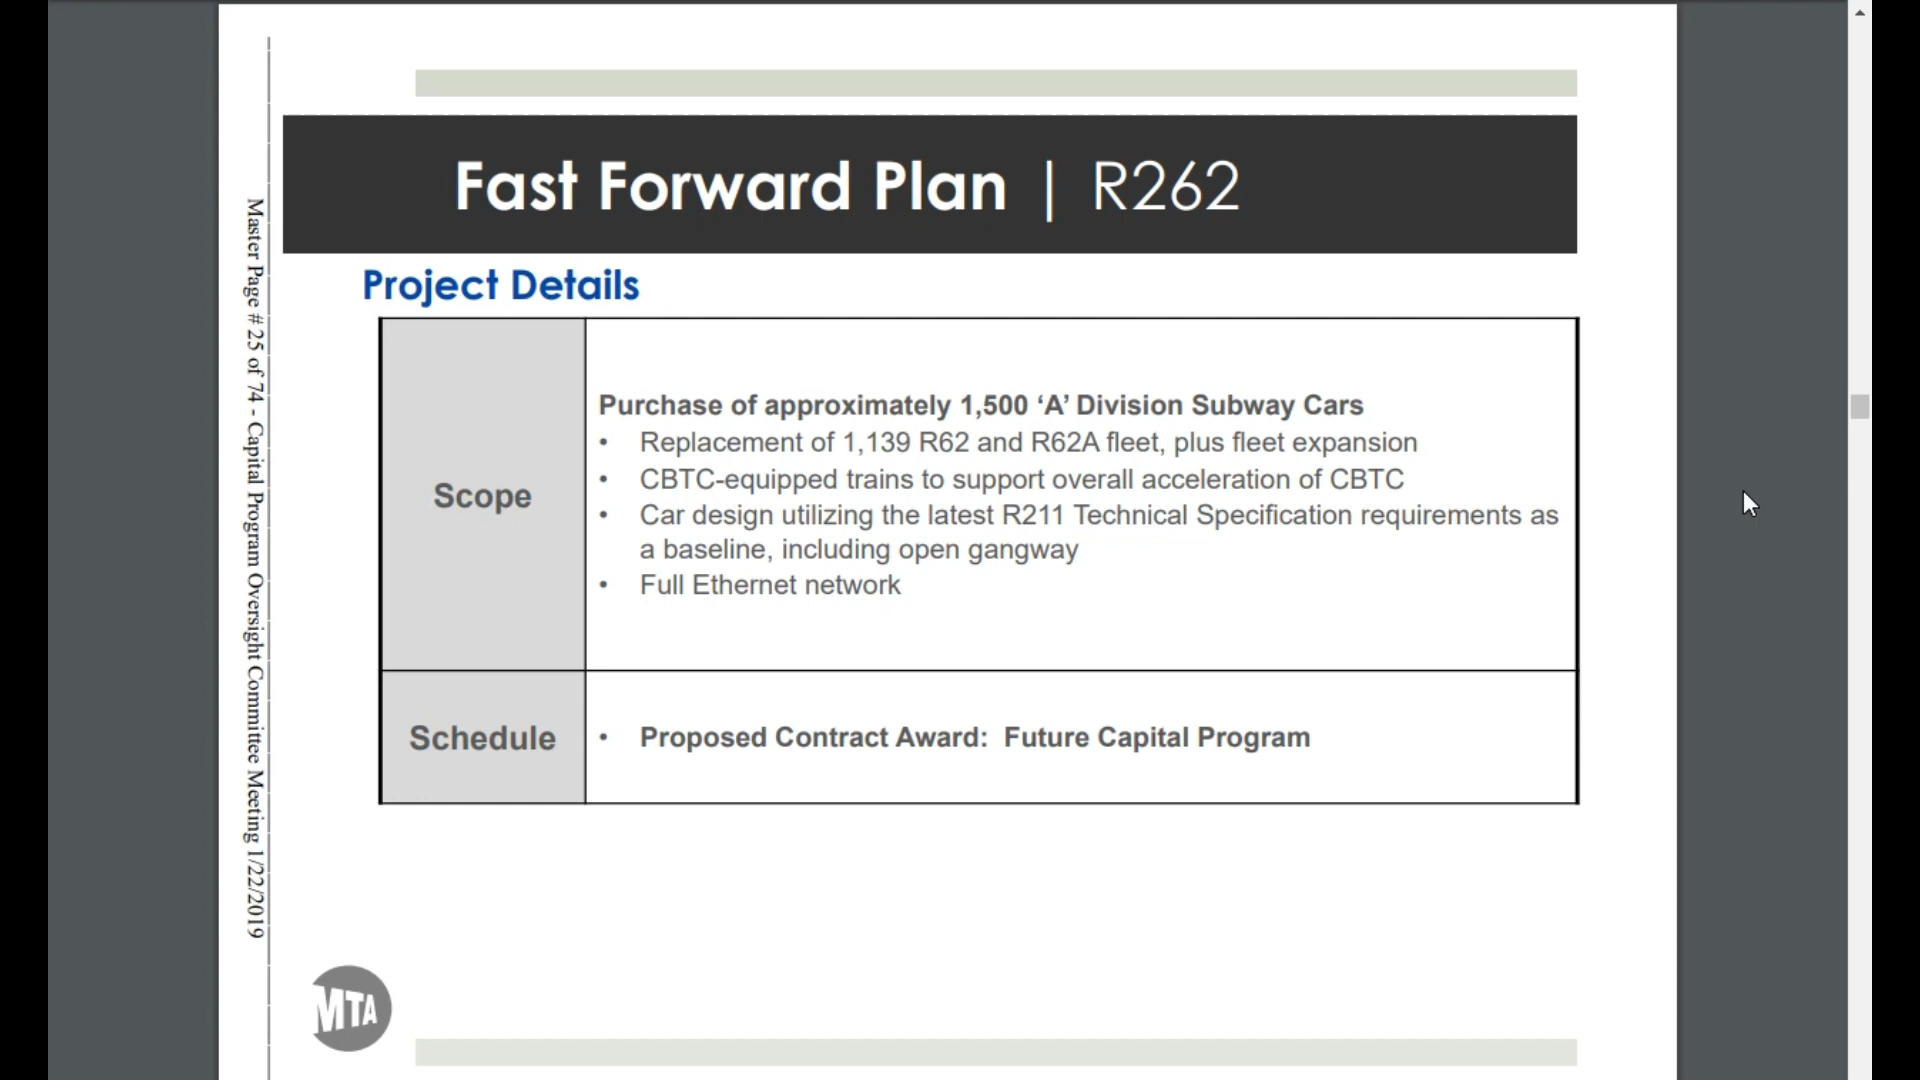 Master Page # 25 of 74 - Capital Program Oversight Committee Meeting 1/22/2019
Fast Forward Plan | R262
Project Details
Scope
Purchase of approximately 1,500 ‘A’ Division Subway Cars
• Replacement of 1,139 R62 and R62A fleet, plus fleet expansion
• CBTC-equipped trains to support overall acceleration of CBTC
• Car design utilizing the latest R211 Technical Specification requirements as
a baseline, including open gangway
• Full Ethernet network
Schedule
• Proposed Contract Award: Future Capital Program
MTA